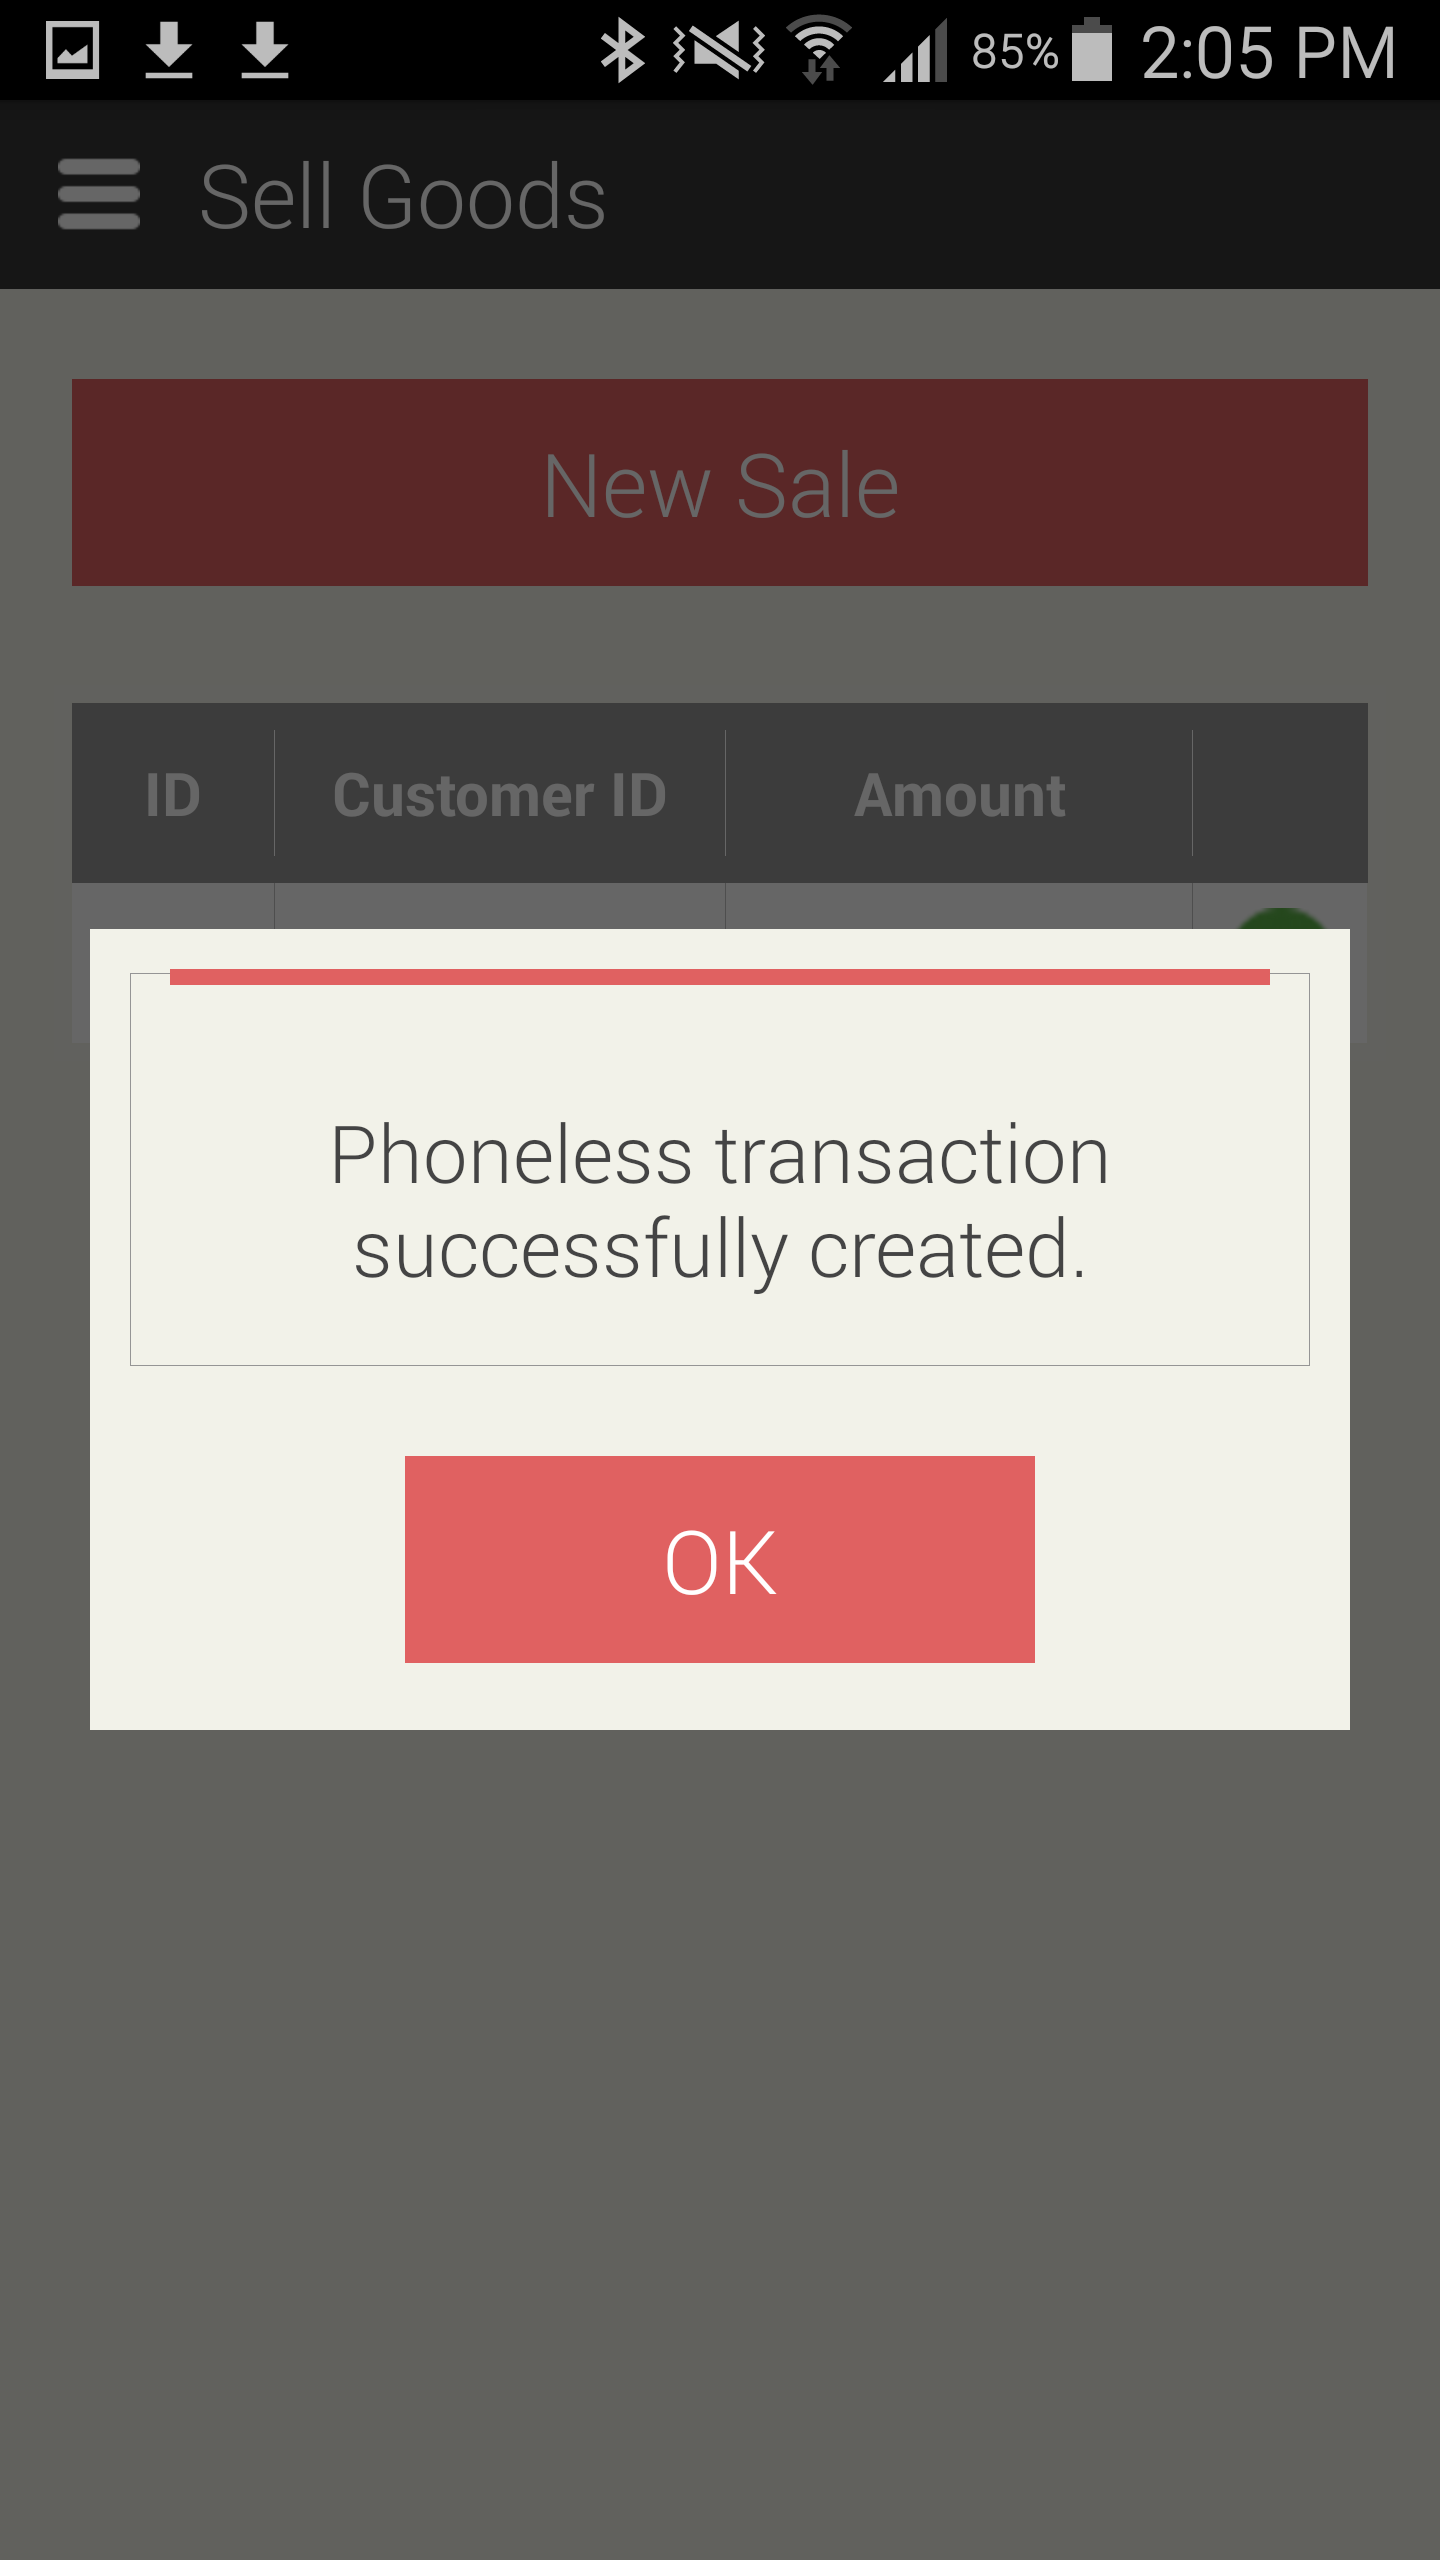 85% 2:05 PM
Sell Goods
New Sale
ID Customer ID Amount
Phoneless transaction
successfully created.
OK